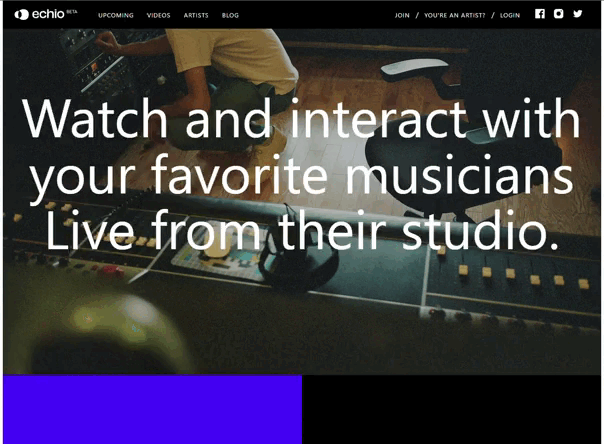 echio BETA
UPCOMING VIDEOS ARTISTS BLOG
JOIN / YOU'RE AN ARTIST? / LOGIN
Watch and interact with
your favorite musicians
Live from their studio.